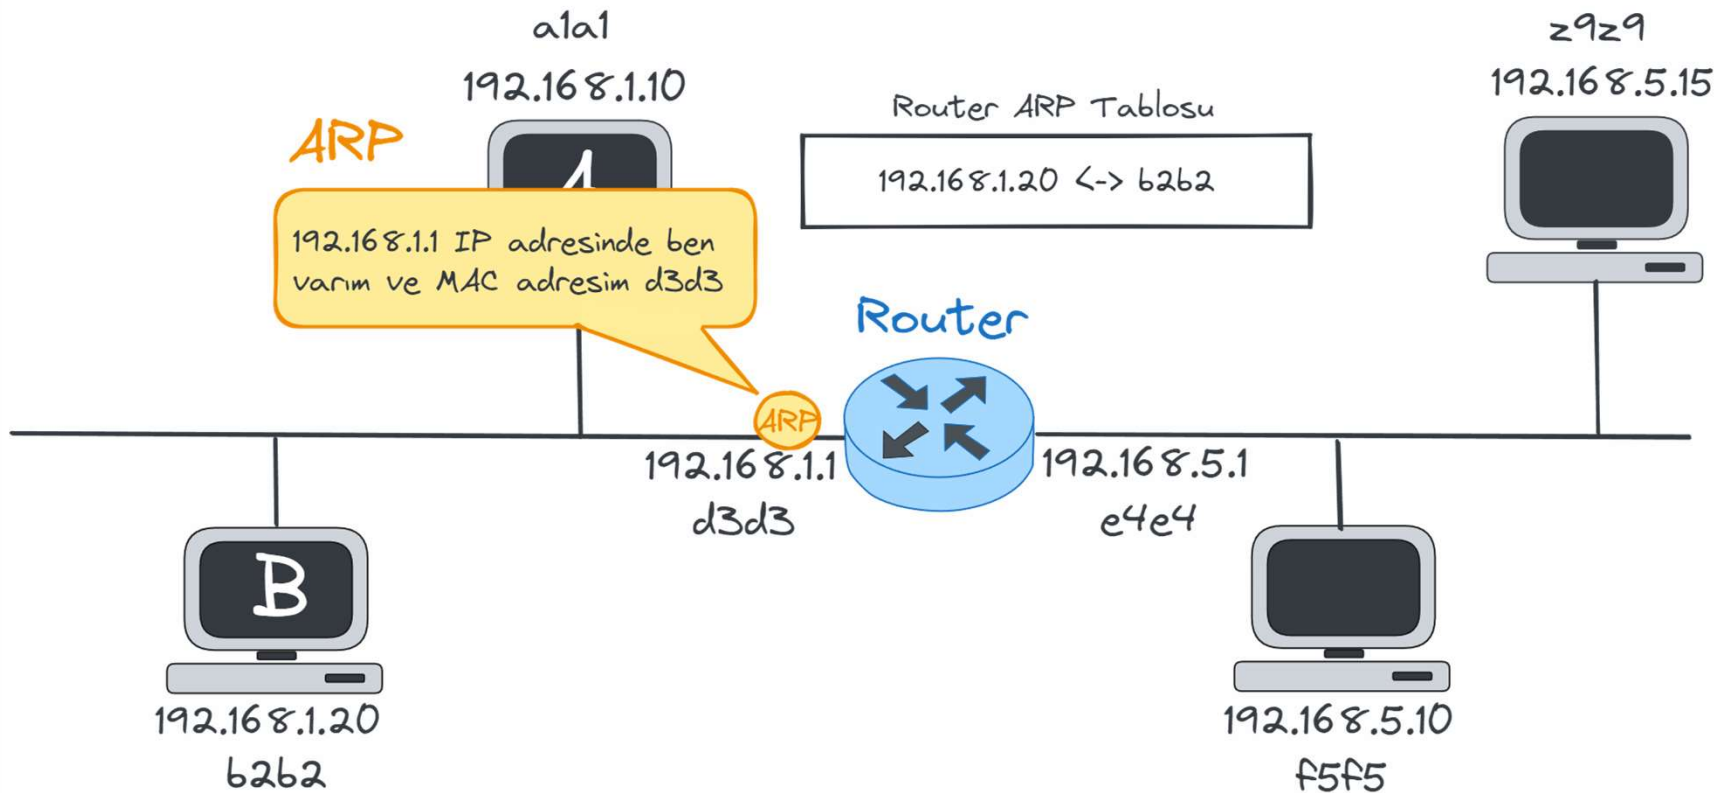 a1a1
192.168.1.10
ARP
A
192.168.1.1 IP adresinde ben
varım ve MAC adresim d3d3
Router ARP Tablosu
192.168.1.20 <-> b2b2
z9z9
192.168.5.15
Router
ARP
192.168.1.1
d3d3
192.168.5.1
e4e4
B
192.168.1.20
b2b2
192.168.5.10
f5f5